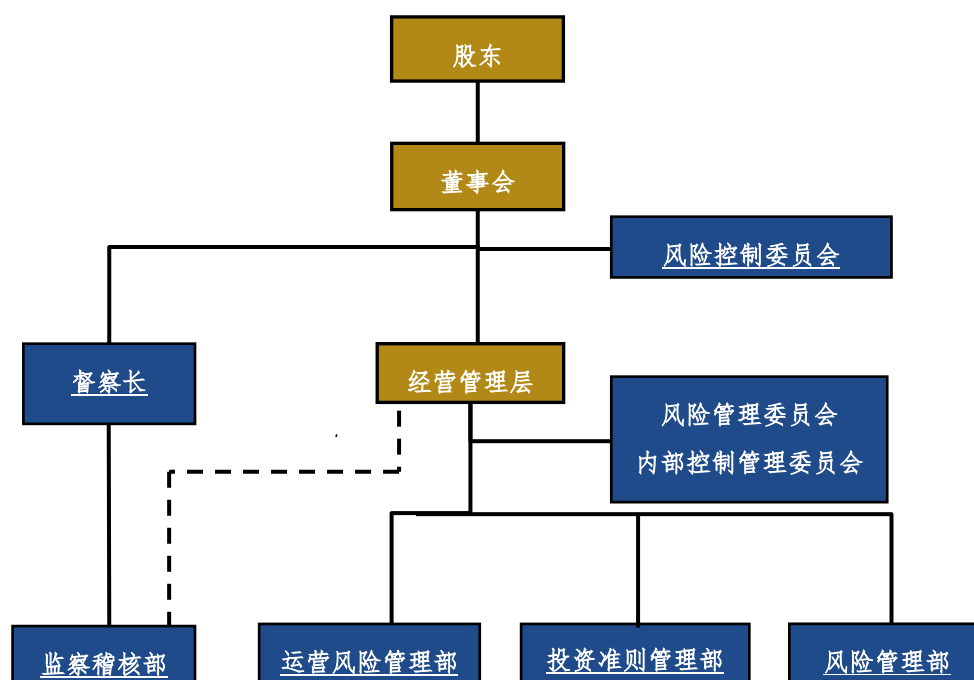 股东
董事会
风险控制委员会
督察长
经营管理层
风险管理委员会
内部控制管理委员会
监察稽核部
运营风险管理部
投资准则管理部
风险管理部